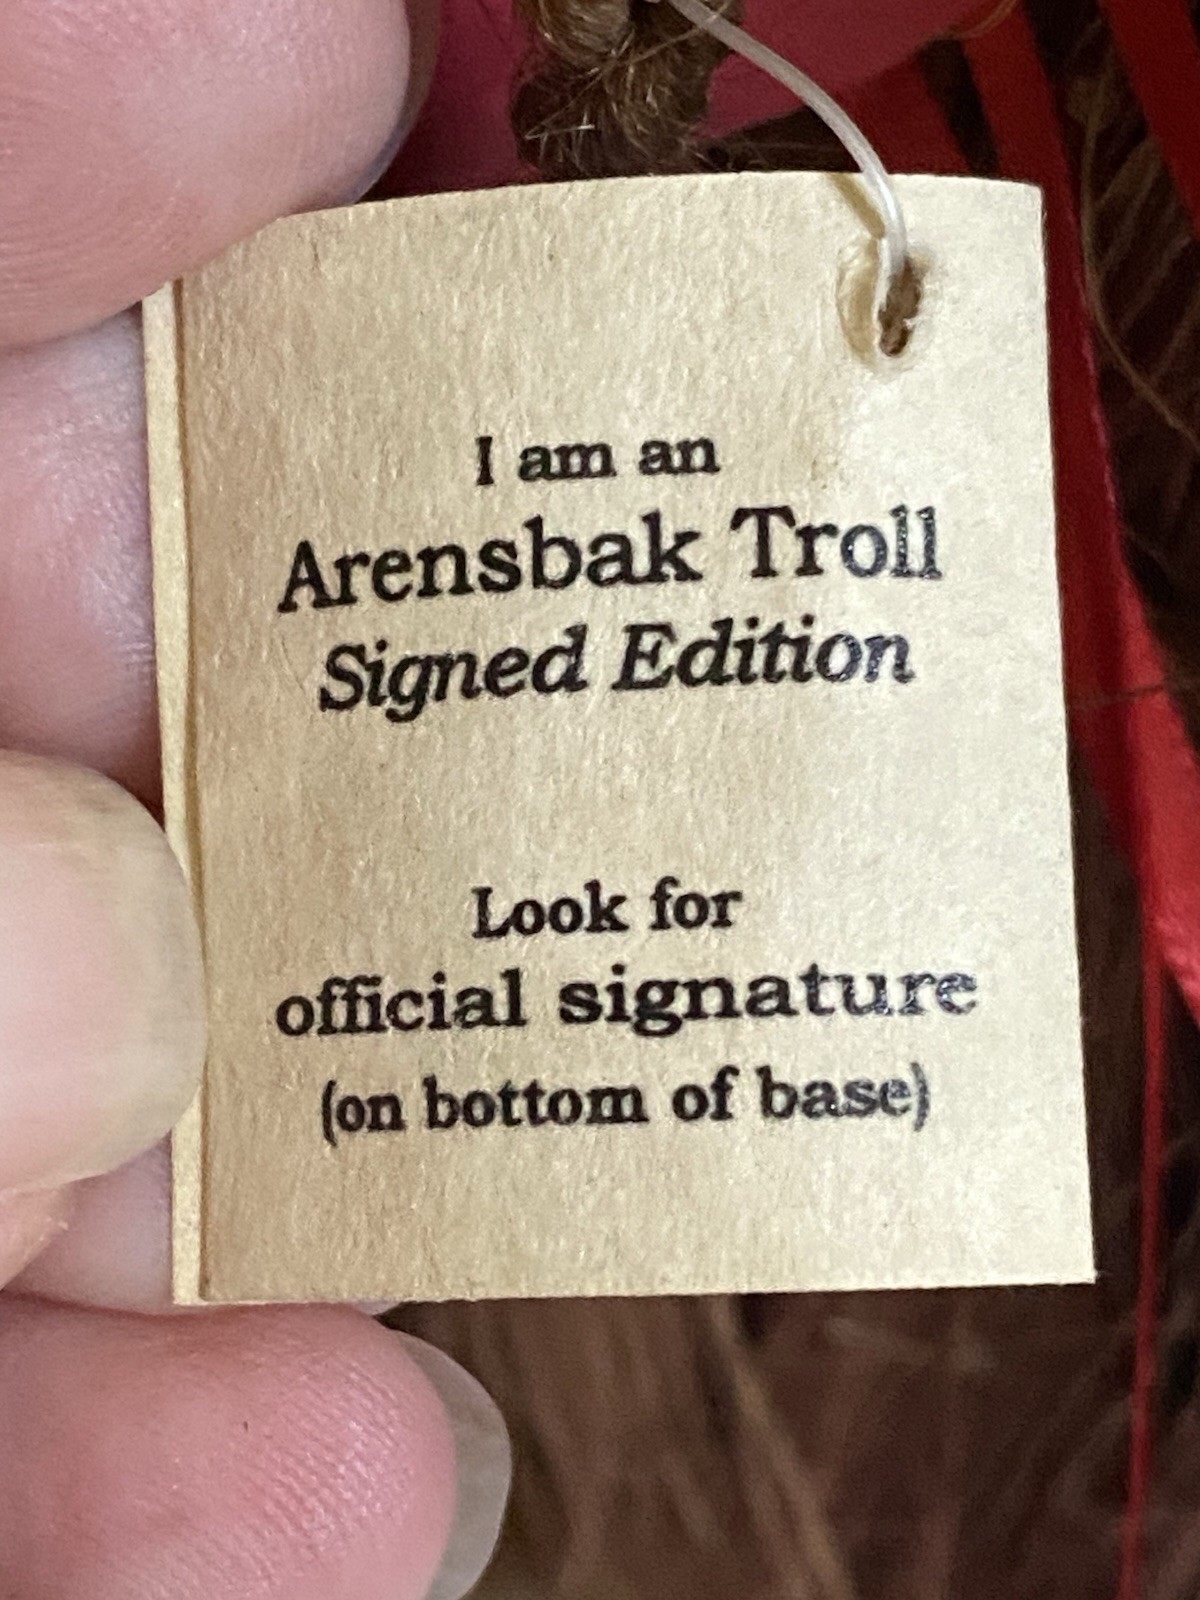 I am an
Arensbak Troll
Signed Edition
Look for
official signature
(on bottom of base)